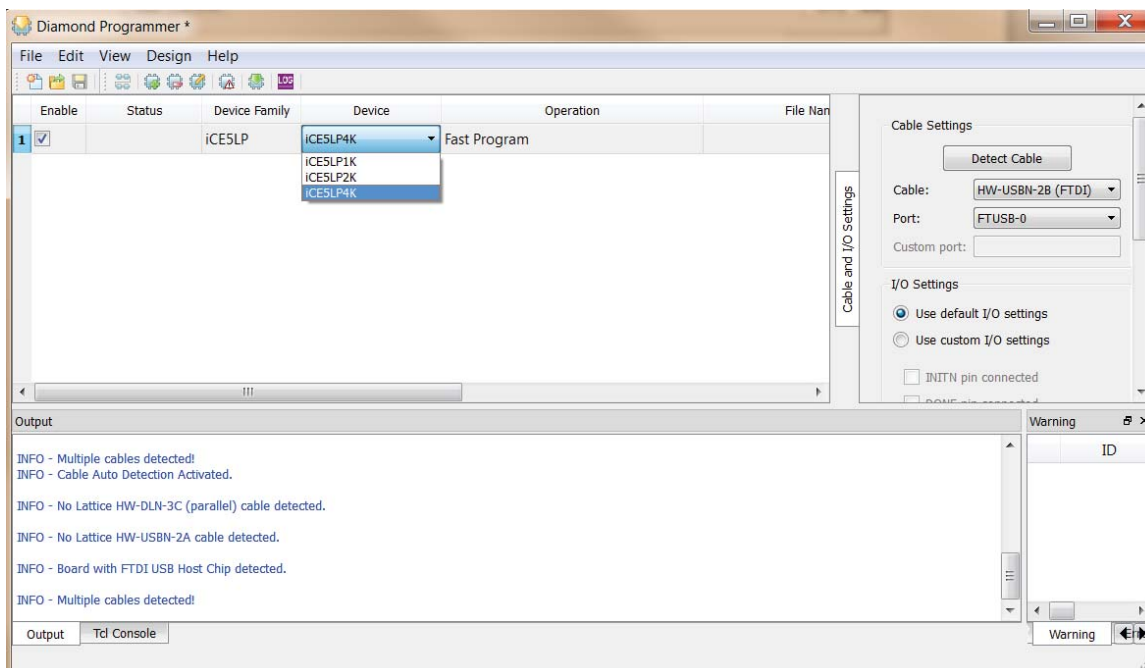 Diamond Programmer *
File Edit View Design Help
LOG
Enable Status Device Family Device Operation File Nan
1 iCE5LP iCE5LP4K Fast Program
iCE5LP1K
iCE5LP2K
iCE5LP4K
Cable and I/O Settings
Cable Settings
Detect Cable
Cable: HW-USBN-2B (FTDI)
Port: FTUSB-0
Custom port:
I/O Settings
Use default I/O settings
Use custom I/O settings
INITN pin connected
Output
INFO - Multiple cables detected!
INFO - Cable Auto Detection Activated.
INFO - No Lattice HW-DLN-3C (parallel) cable detected.
INFO - No Lattice HW-USBN-2A cable detected.
INFO - Board with FTDI USB Host Chip detected.
INFO - Multiple cables detected!
Output Tcl Console
Warning
ID
Warning